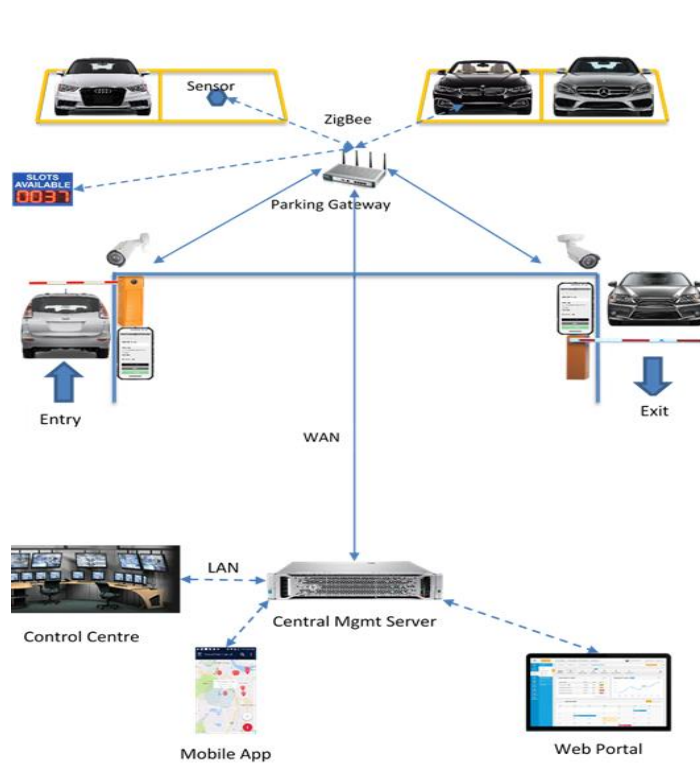 Sensor
ZigBee
SLOTS
AVAILABLE
0037
Parking Gateway
Entry
Exit
WAN
LAN
Central Mgmt Server
Control Centre
Mobile App
Web Portal